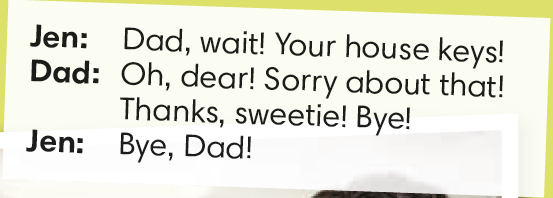 Jen: Dad, wait! Your house keys!
Dad: Oh, dear! Sorry about that!
Thanks, sweetie! Bye!
Jen: Bye, Dad!